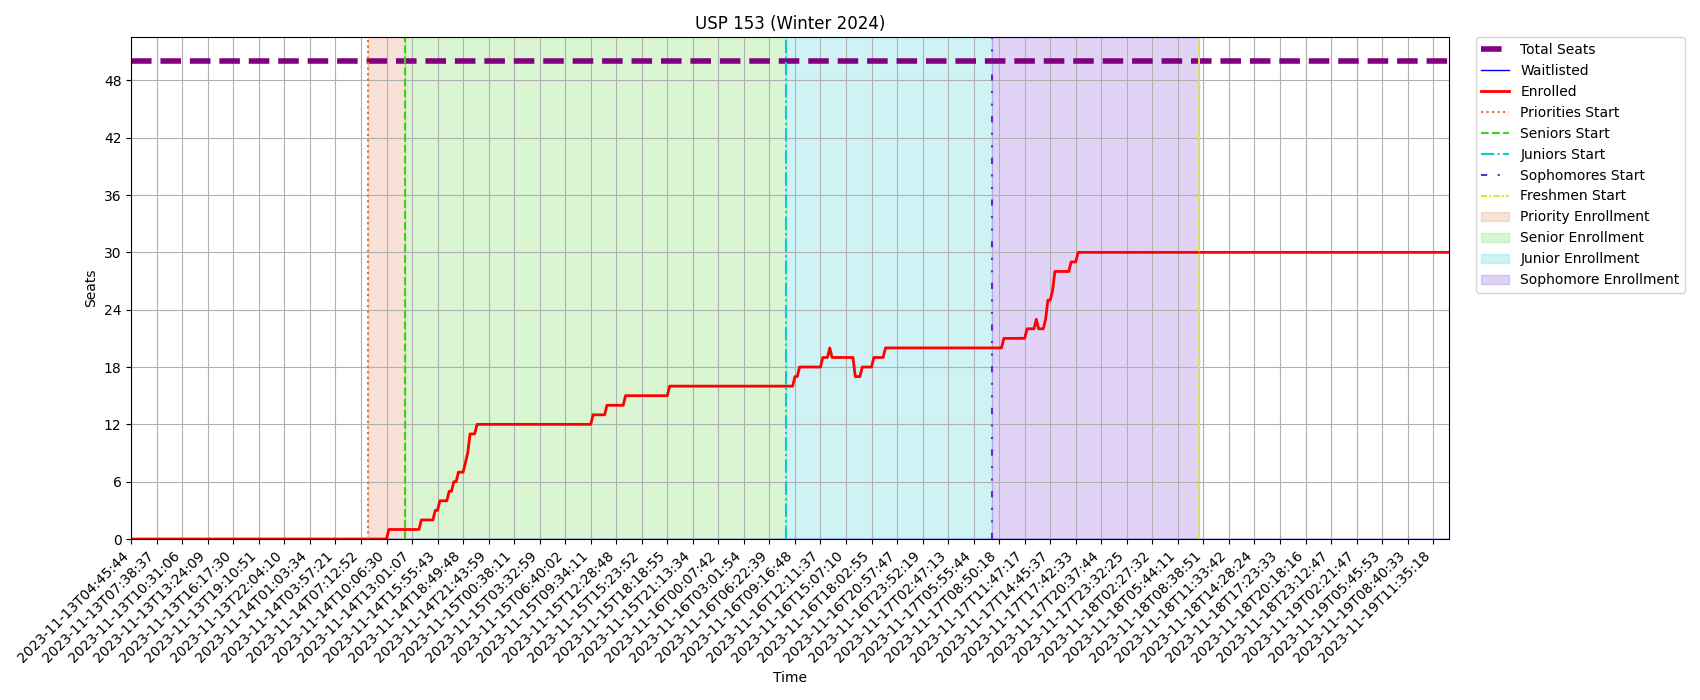 USP 153 (Winter 2024)
Seats
48
42
36
30
24
18
12
6
0
2023-11-13T04:45:44
2023-11-13T07:38:37
2023-11-13T10:31:06
2023-11-13T13:24:09
2023-11-13T16:17:30
2023-11-13T19:10:51
2023-11-13T22:04:10
2023-11-14T01:03:34
2023-11-14T03:57:21
2023-11-14T07:12:52
2023-11-14T10:06:30
2023-11-14T13:01:07
2023-11-14T15:55:43
2023-11-14T18:49:48
2023-11-14T21:43:59
2023-11-15T00:38:11
2023-11-15T03:32:59
2023-11-15T06:40:02
2023-11-15T09:34:11
2023-11-15T12:28:48
2023-11-15T15:23:52
2023-11-15T18:18:55
2023-11-15T21:13:34
2023-11-16T00:07:42
2023-11-16T03:01:54
2023-11-16T06:22:39
2023-11-16T09:16:48
2023-11-16T12:11:37
2023-11-16T15:07:10
2023-11-16T18:02:55
2023-11-16T20:57:47
2023-11-16T23:52:19
2023-11-17T02:47:13
2023-11-17T05:55:44
2023-11-17T08:50:18
2023-11-17T11:47:17
2023-11-17T14:45:37
2023-11-17T17:42:33
2023-11-17T20:37:44
2023-11-17T23:32:25
2023-11-18T02:27:32
2023-11-18T05:44:11
2023-11-18T08:38:51
2023-11-18T11:33:42
2023-11-18T14:28:24
2023-11-18T17:23:33
2023-11-18T20:18:16
2023-11-18T23:12:47
2023-11-19T02:21:47
2023-11-19T05:45:53
2023-11-19T08:40:33
2023-11-19T11:35:18
Time
Total Seats
Waitlisted
Enrolled
Priorities Start
Seniors Start
Juniors Start
Sophomores Start
Freshmen Start
Priority Enrollment
Senior Enrollment
Junior Enrollment
Sophomore Enrollment